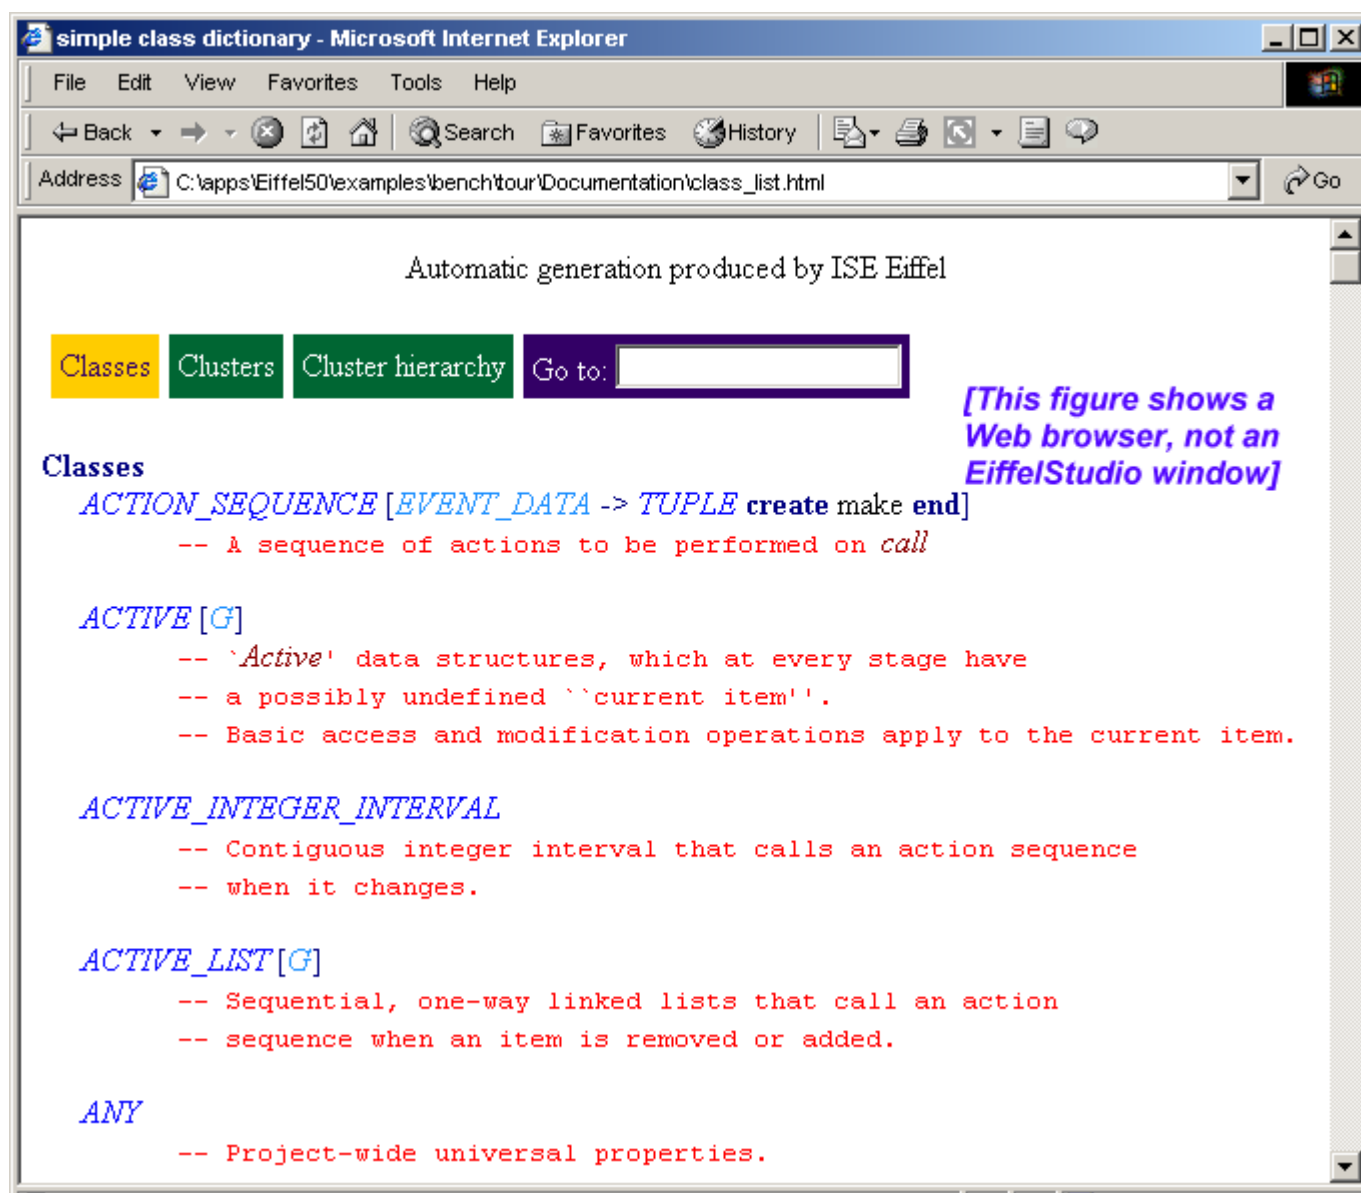 simple class dictionary - Microsoft Internet Explorer
File Edit View Favorites Tools Help
Back Search Favorites History
Address C:\apps\Eiffel50\examples\bench\tour\Documentation\class_list.html Go
Automatic generation produced by ISE Eiffel
Classes Clusters Cluster hierarchy Go to:
[This figure shows a
Web browser, not an
EiffelStudio window]
Classes
ACTION_SEQUENCE [EVENT_DATA -> TUPLE create make end]
-- A sequence of actions to be performed on call
ACTIVE [G]
-- `Active' data structures, which at every stage have
-- a possibly undefined ``current item''.
-- Basic access and modification operations apply to the current item.
ACTIVE_INTEGER_INTERVAL
-- Contiguous integer interval that calls an action sequence
-- when it changes.
ACTIVE_LIST [G]
-- Sequential, one-way linked lists that call an action
-- sequence when an item is removed or added.
ANY
-- Project-wide universal properties.